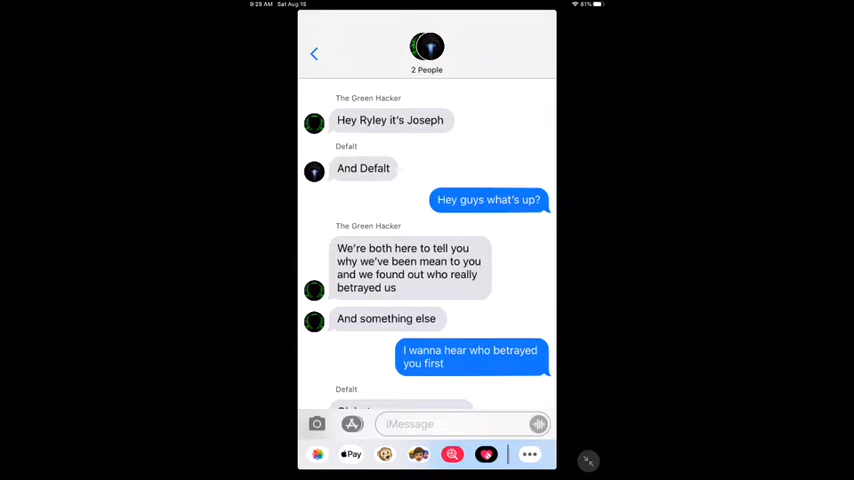 9:25 AM Sat Aug 15
61%
2 People
The Green Hacker
Hey Ryley it's Joseph
Defalt
And Defalt
Hey guys what's up?
The Green Hacker
We're both here to tell you
why we've been mean to you
and we found out who really
betrayed us
And something else
I wanna hear who betrayed
you first
Defalt
iMessage
Pay